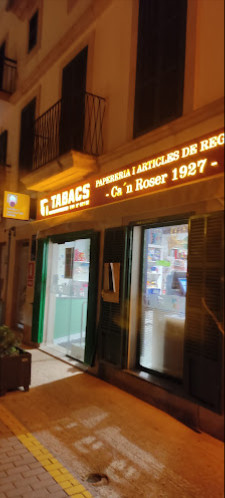 TABACS
PAPERERIA I ARTICLES DE REG
- Ca´n Roser 1927 -